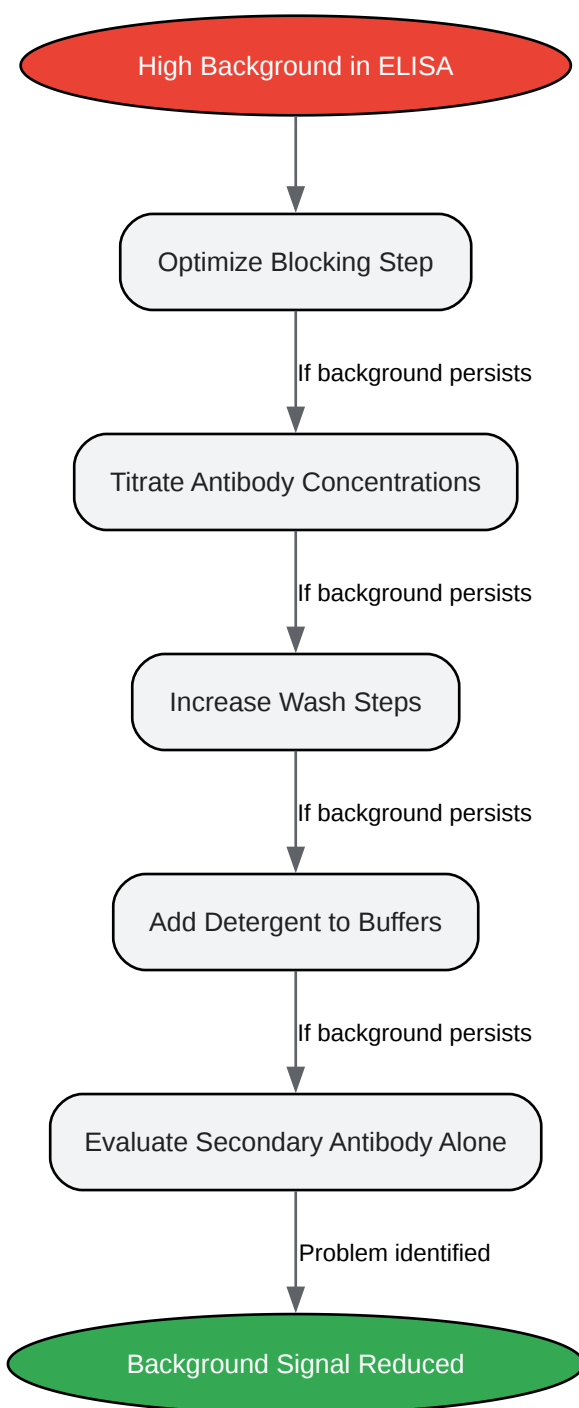 High Background in ELISA
Optimize Blocking Step
If background persists
Titrate Antibody Concentrations
If background persists
Increase Wash Steps
If background persists
Add Detergent to Buffers
If background persists
Evaluate Secondary Antibody Alone
Problem identified
Background Signal Reduced